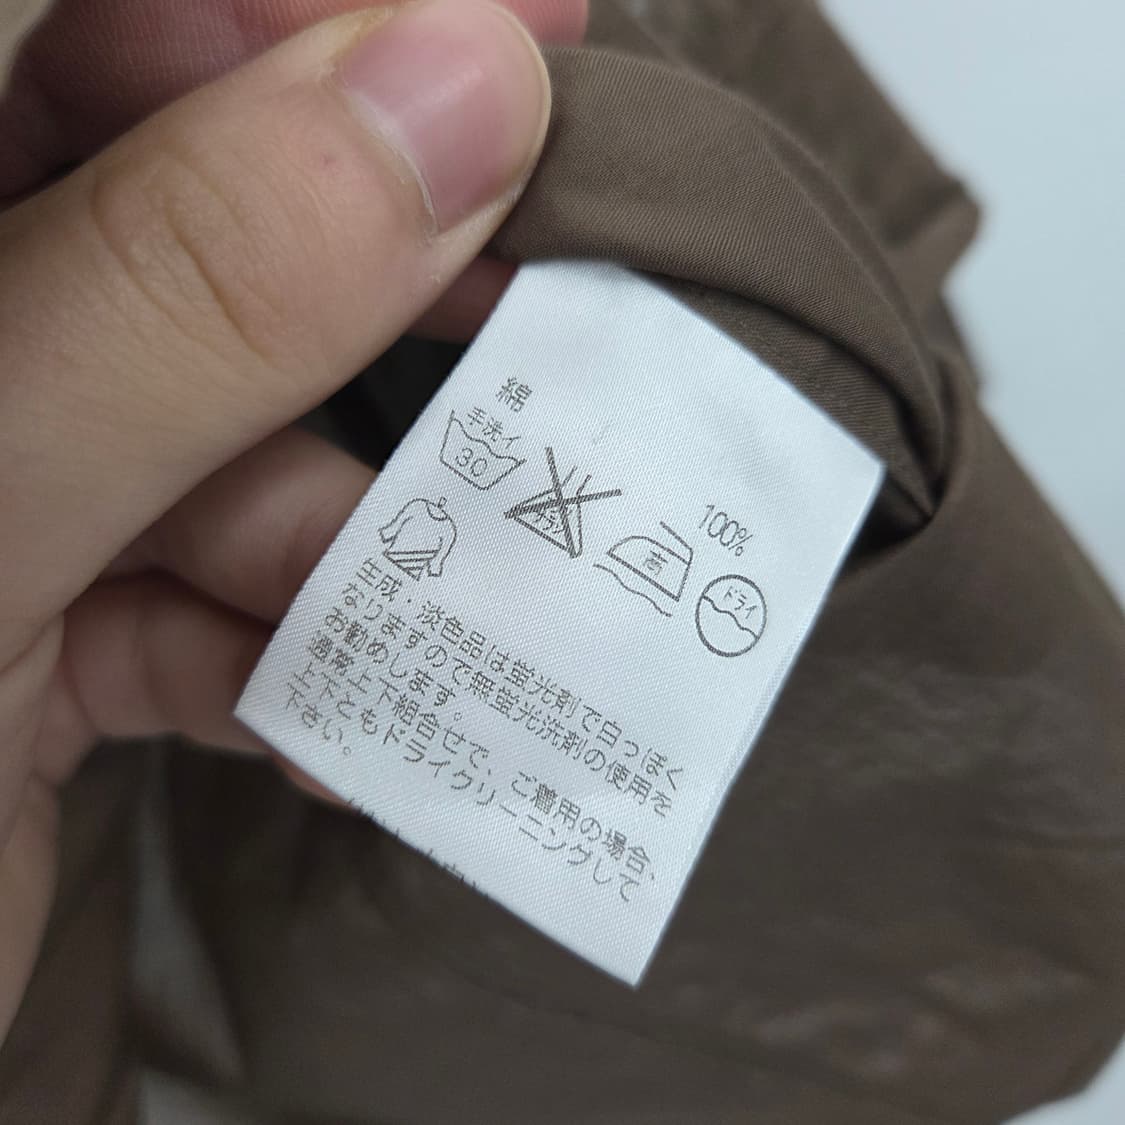 綿 100%
手洗イ
30
高
ドライ
生成・淡色品は蛍光剤で白っぽく
なりますので無蛍光洗剤の使用を
お勧めします。
通常上下組合せで、ご着用の場合、
上下ともドライクリーニングして
下さい。